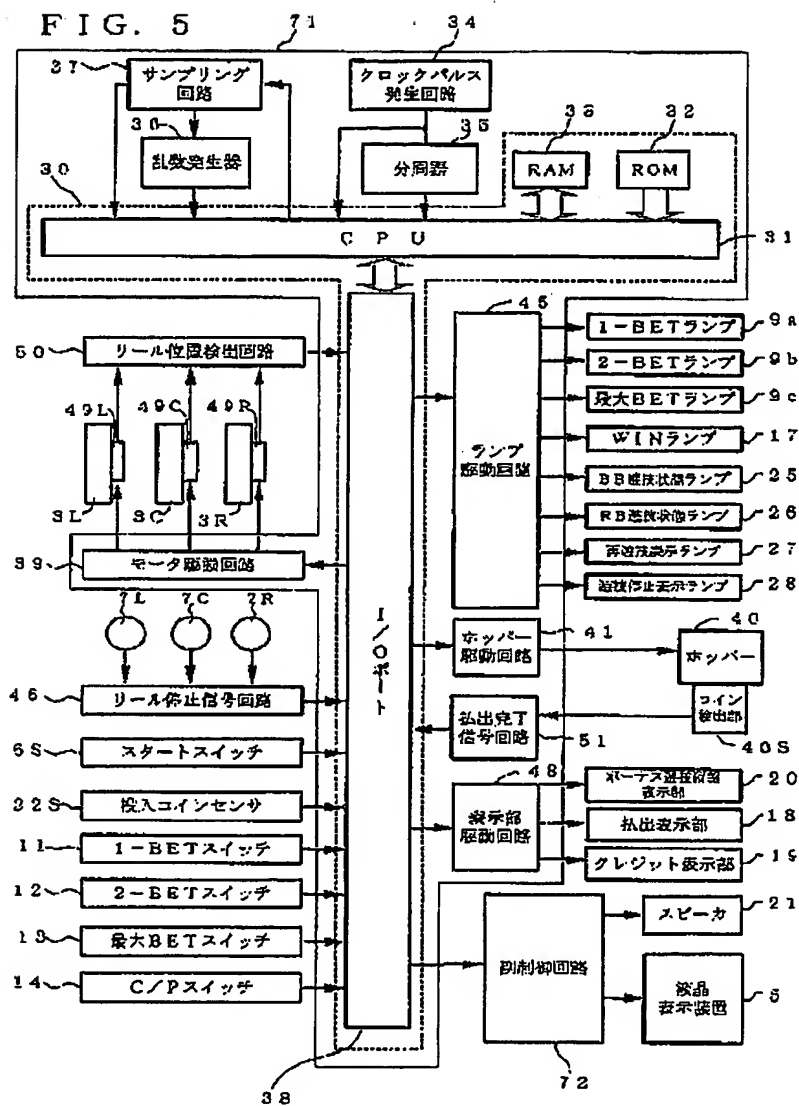 FIG. 5
71
34
37
サンプリング
回路
クロックパルス
発生回路
36
35
33
32
30
乱数発生器
分周器
RAM
ROM
CPU
31
45
50
リール位置検出回路
1-BETランプ
9a
2-BETランプ
9b
49L
49C
49R
最大BETランプ
9c
ランプ
駆動回路
WINランプ
17
BB遊技状態ランプ
25
3L
3C
3R
RB遊技状態ランプ
26
39
モータ駆動回路
再遊技表示ランプ
27
7L
7C
7R
遊技停止表示ランプ
28
I/Oポート
ホッパー
駆動回路
41
40
ホッパー
46
リール停止信号回路
払出完了
信号回路
51
コイン
検出部
40S
6S
スタートスイッチ
48
20
22S
投入コインセンサ
表示部
駆動回路
表示部
払出表示部
18
11
1-BETスイッチ
クレジット表示部
19
12
2-BETスイッチ
スピーカ
21
13
最大BETスイッチ
副制御回路
14
C/Pスイッチ
液晶
表示装置
5
38
72